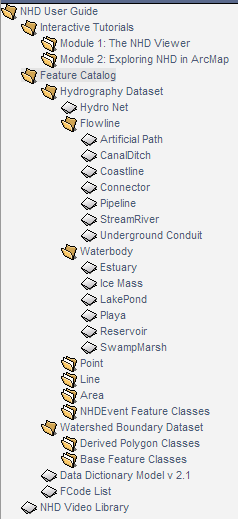 NHD User Guide
Interactive Tutorials
Module 1: The NHD Viewer
Module 2: Exploring NHD in ArcMap
Feature Catalog
Hydrography Dataset
Hydro Net
Flowline
Artificial Path
CanalDitch
Coastline
Connector
Pipeline
StreamRiver
Underground Conduit
Waterbody
Estuary
Ice Mass
LakePond
Playa
Reservoir
SwampMarsh
Point
Line
Area
NHDEvent Feature Classes
Watershed Boundary Dataset
Derived Polygon Classes
Base Feature Classes
Data Dictionary Model v 2.1
FCode List
NHD Video Library